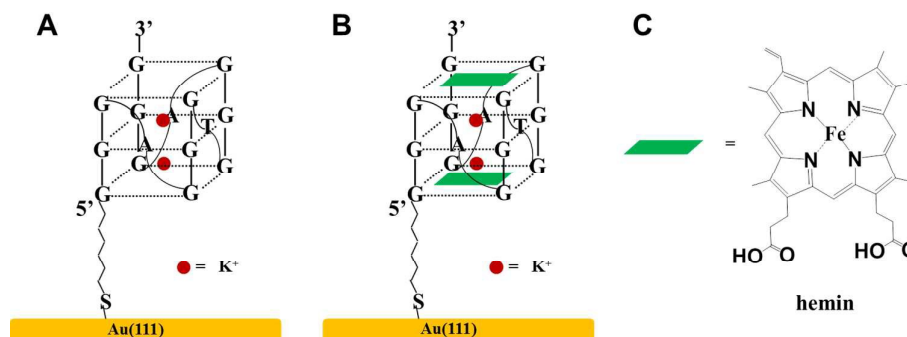 A
3’
G G
G G G
A G
T
G A G
G G
G G
5’
= K⁺
S
Au(111)
B
3’
G G
G G G
A G
T
G A G
G G
G G
5’
= K⁺
S
Au(111)
C
=
N N
Fe
N N
HO O HO
hemin